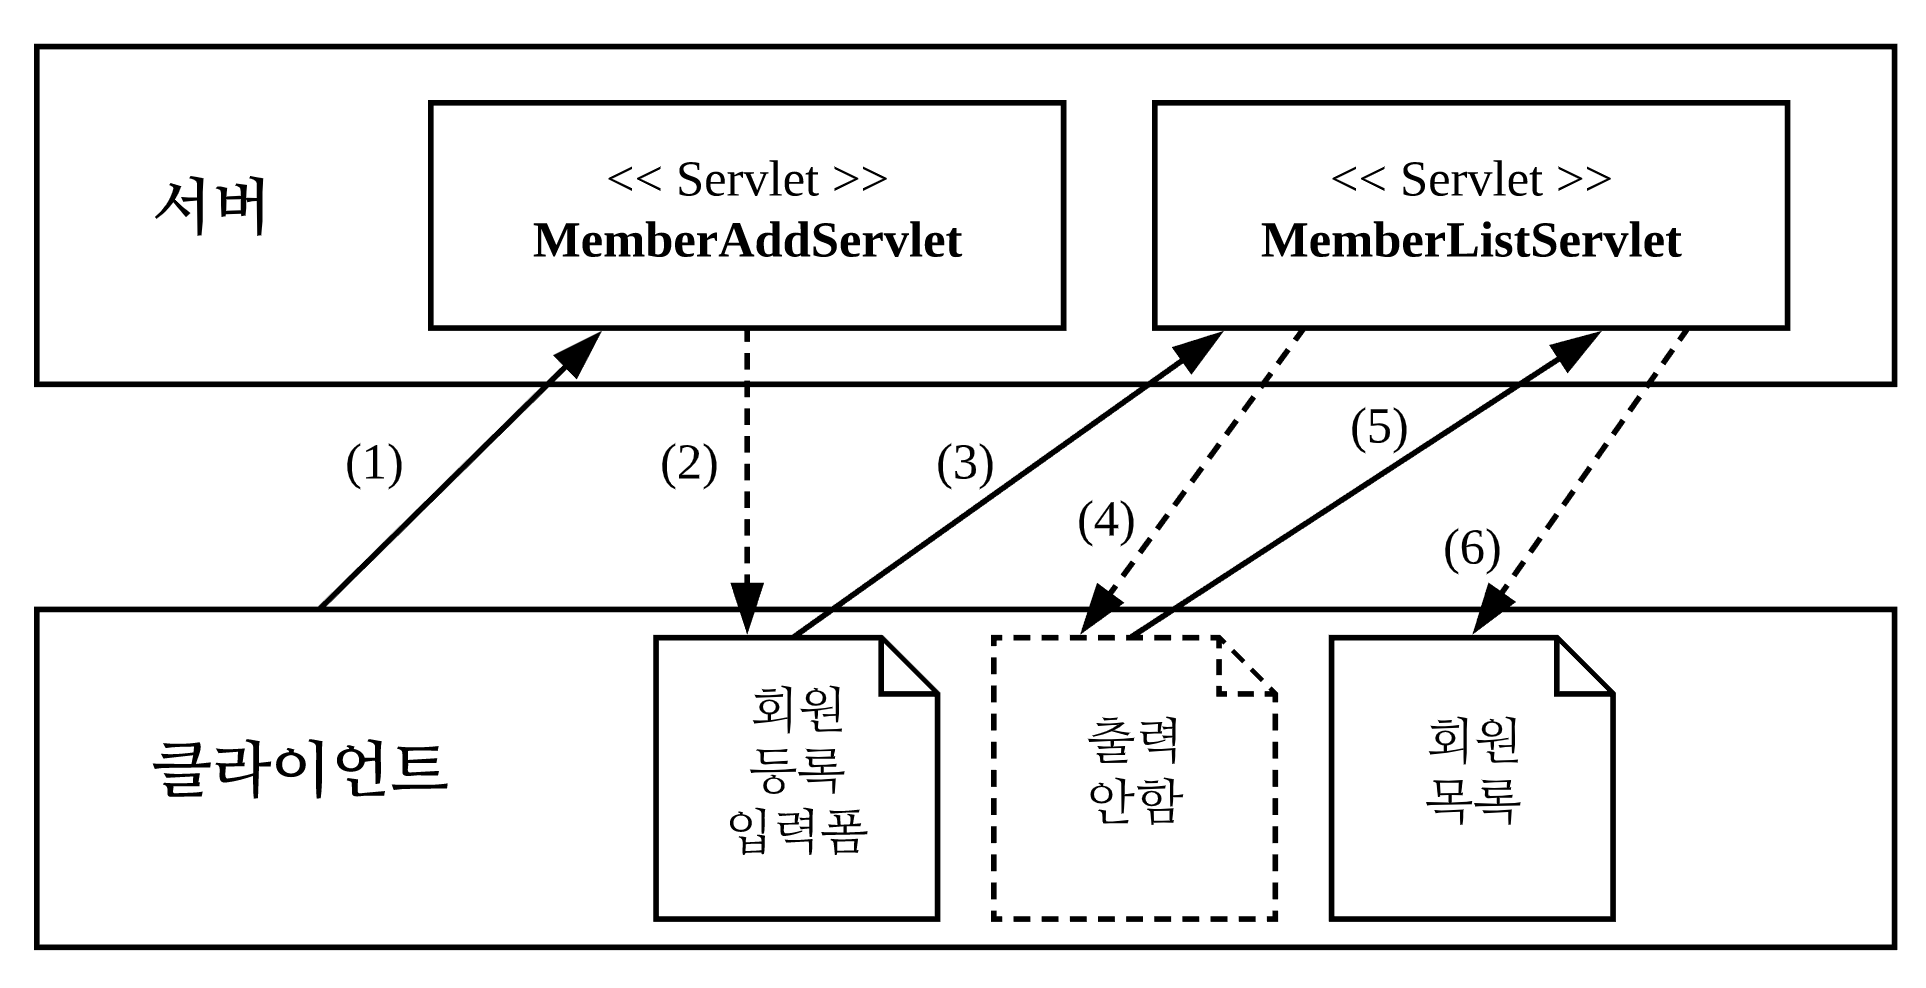 서버
<< Servlet >>
MemberAddServlet
<< Servlet >>
MemberListServlet
(1)
(2)
(3)
(4)
(5)
(6)
클라이언트
회원
등록
입력폼
출력
안함
회원
목록